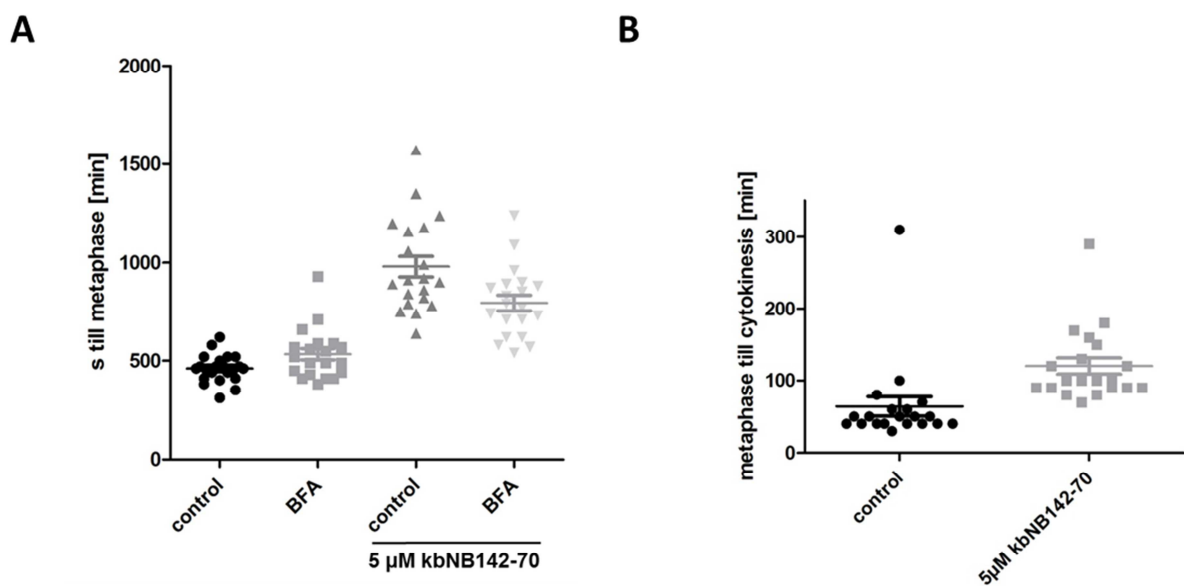 A
s till metaphase [min]
2000
1500
1000
500
0
control
BFA
control
BFA
5 µM kbNB142-70
B
metaphase till cytokinesis [min]
300
200
100
0
control
5µM kbNB142-70